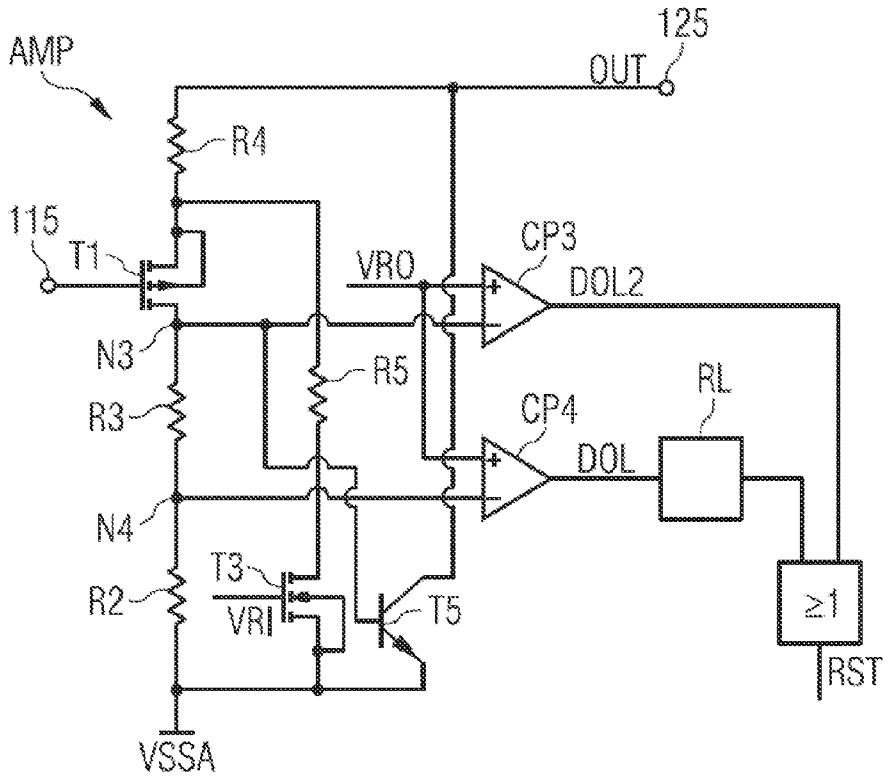 125
AMP
OUT
R4
115
T1
CP3
VRO
+
DOL2
−
N3
R5
RL
R3
CP4
+
DOL
N4
−
T3
R2
VRI
T5
≥1
RST
VSSA